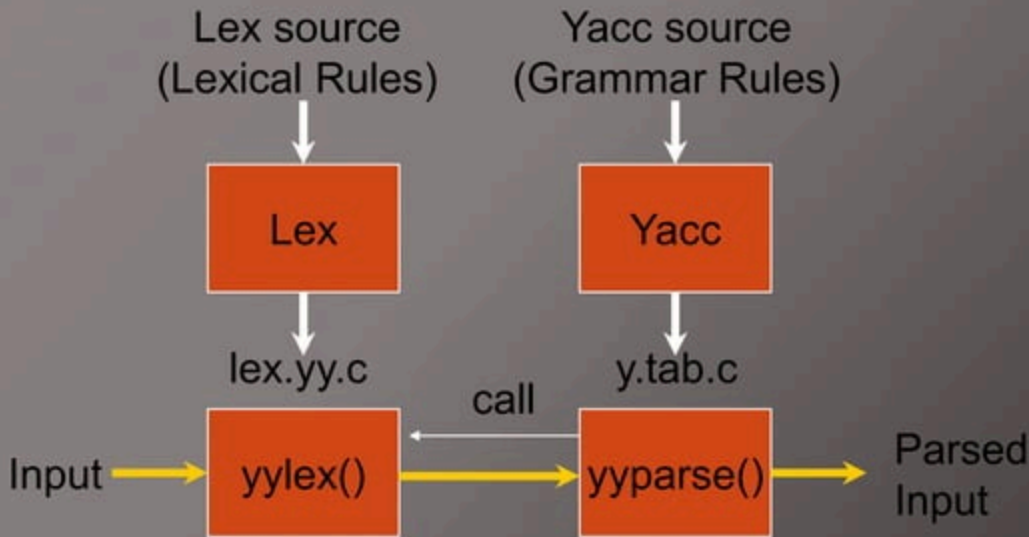 Lex source
(Lexical Rules)
Yacc source
(Grammar Rules)
Lex
Yacc
lex.yy.c
y.tab.c
call
Input
yylex()
yyparse()
Parsed
Input